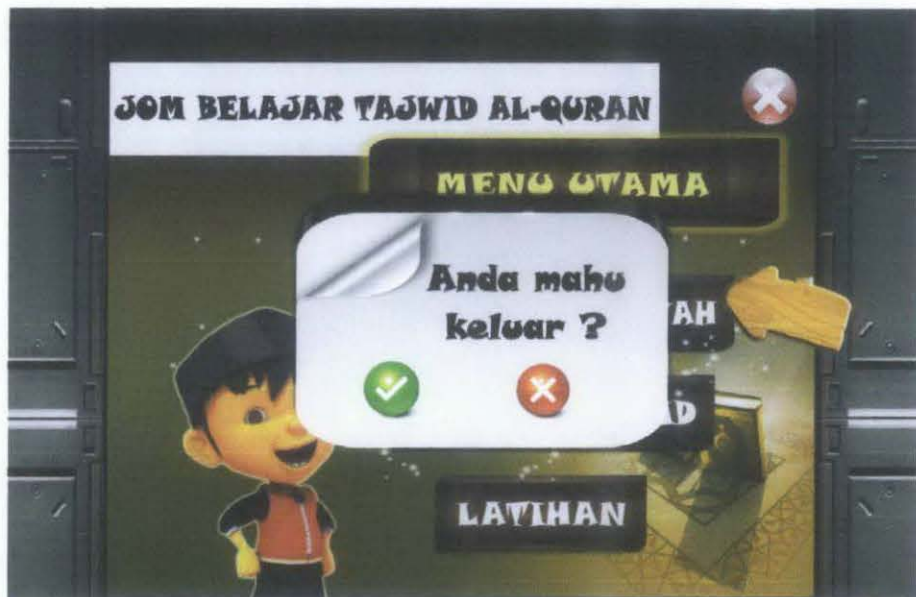 JOM BELAJAR TAJWID AL-QURAN
MENU UTAMA
Anda mahu
keluar ?
LATIHAN